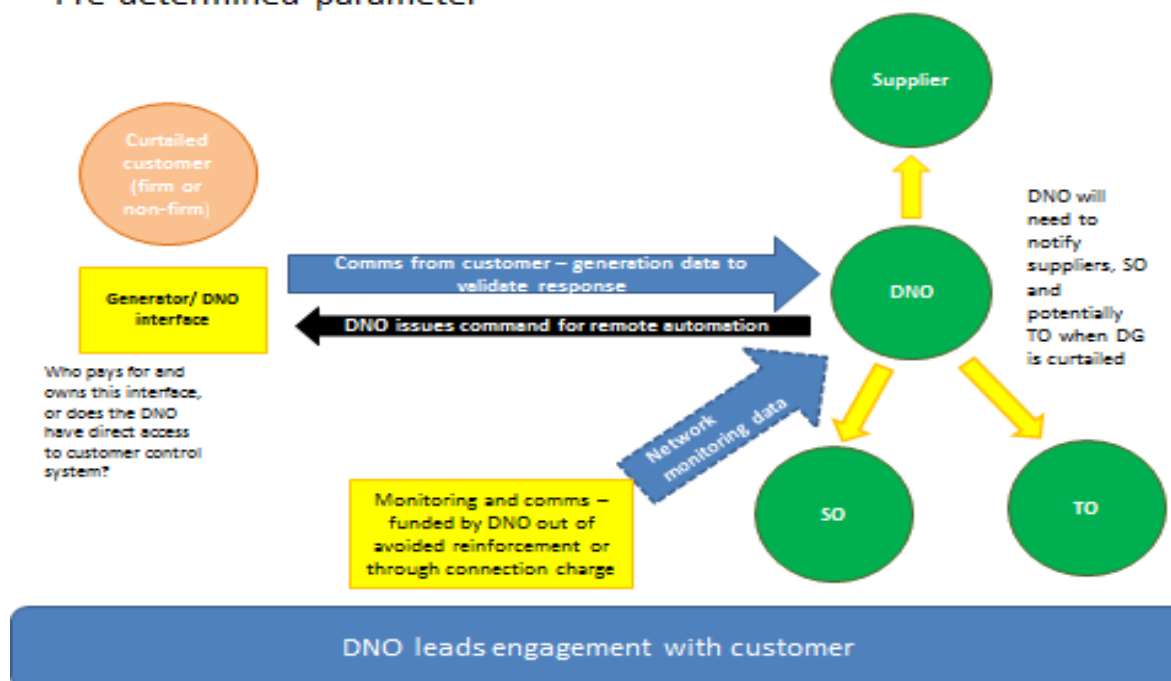 Pre determined parameter
Supplier
Curtailed
customer
(firm or
non-firm)
DNO will
need to
notify
suppliers, SO
and
potentially
TO when DG
is curtailed
Comms from customer – generation data to
validate response
Generator/ DNO
interface
DNO
DNO issues command for remote automation
Who pays for and
owns this interface,
or does the DNO
have direct access
to customer control
system?
Network
monitoring data
Monitoring and comms –
funded by DNO out of
avoided reinforcement or
through connection charge
SO
TO
DNO leads engagement with customer